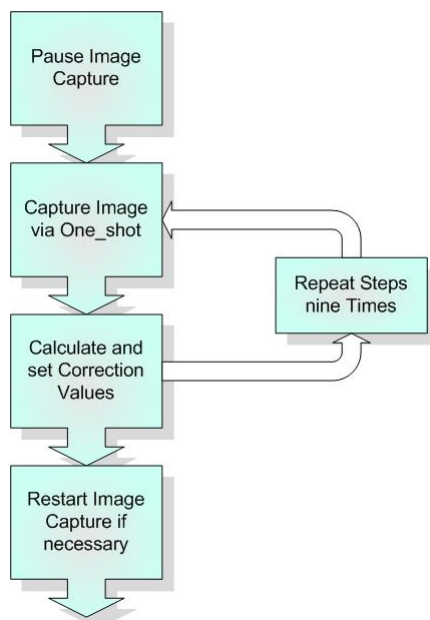 Pause Image
Capture
Capture Image
via One_shot
Repeat Steps
nine Times
Calculate and
set Correction
Values
Restart Image
Capture if
necessary